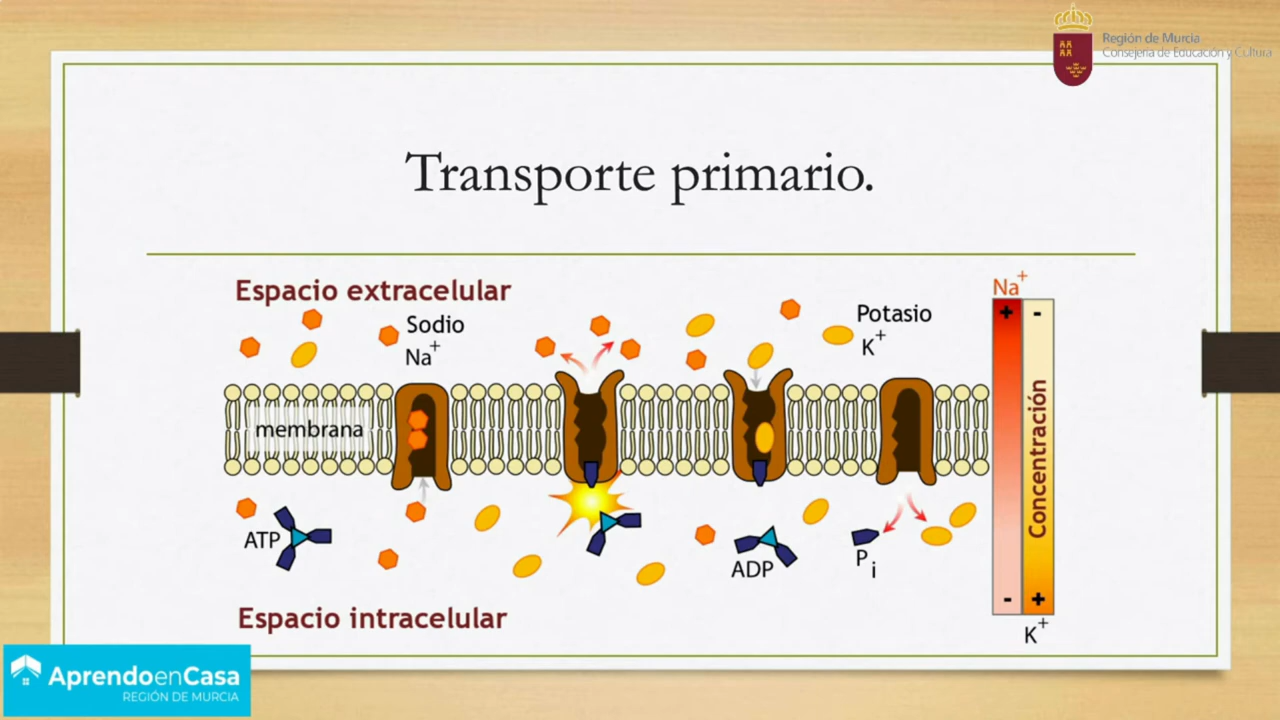 Región de Murcia
Consejería de Educación y Cultura
Transporte primario.
Espacio extracelular
Sodio
Na+
Potasio
K+
Na+
+ -
membrana
Concentración
ATP
ADP
Pi
- +
K+
Espacio intracelular
AprendoenCasa
REGIÓN DE MURCIA